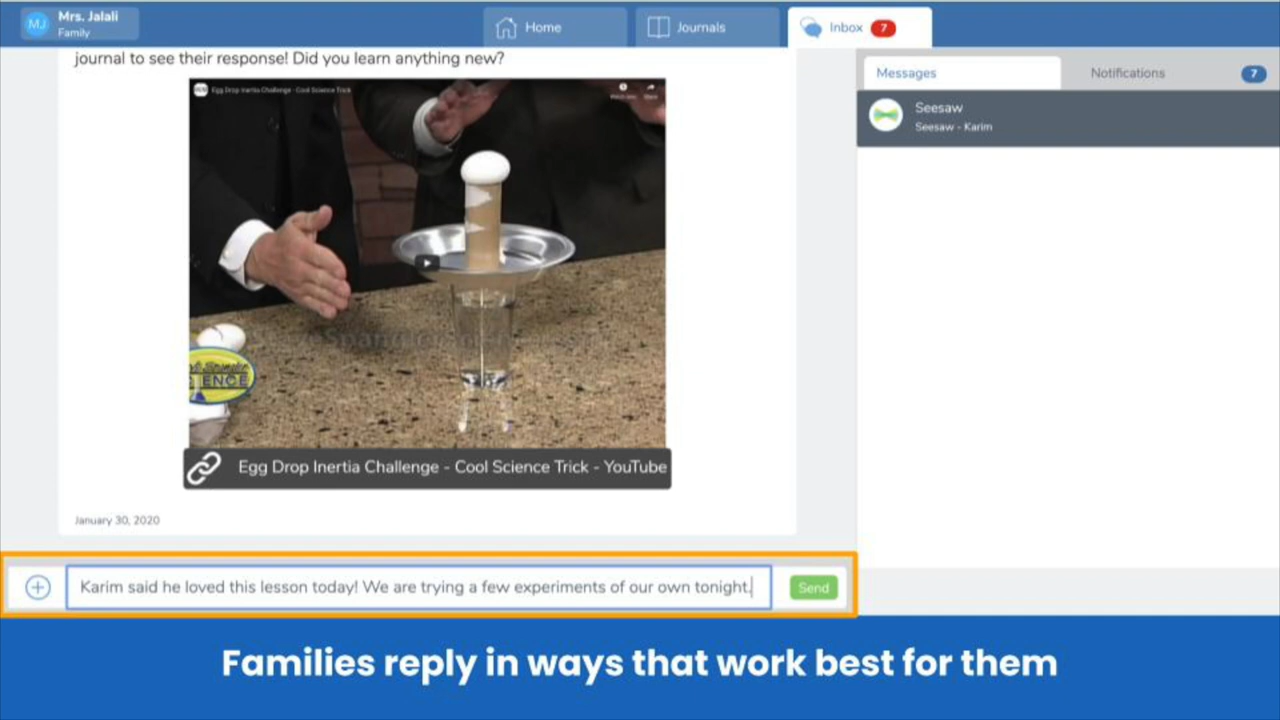 MJ
Mrs. Jalali
Family
Home
Journals
Inbox
7
journal to see their response! Did you learn anything new?
Egg Drop Inertia Challenge - Cool Science Trick
Share
ENCE
Egg Drop Inertia Challenge - Cool Science Trick - YouTube
January 30, 2020
Messages
Notifications
7
Seesaw
Seesaw - Karim
Karim said he loved this lesson today! We are trying a few experiments of our own tonight.
Send
Families reply in ways that work best for them